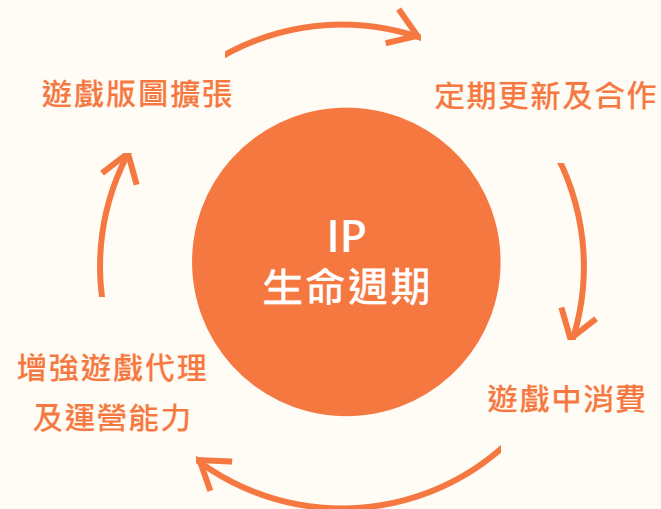 遊戲版圖擴張
定期更新及合作
IP
生命週期
增強遊戲代理
及運營能力
遊戲中消費